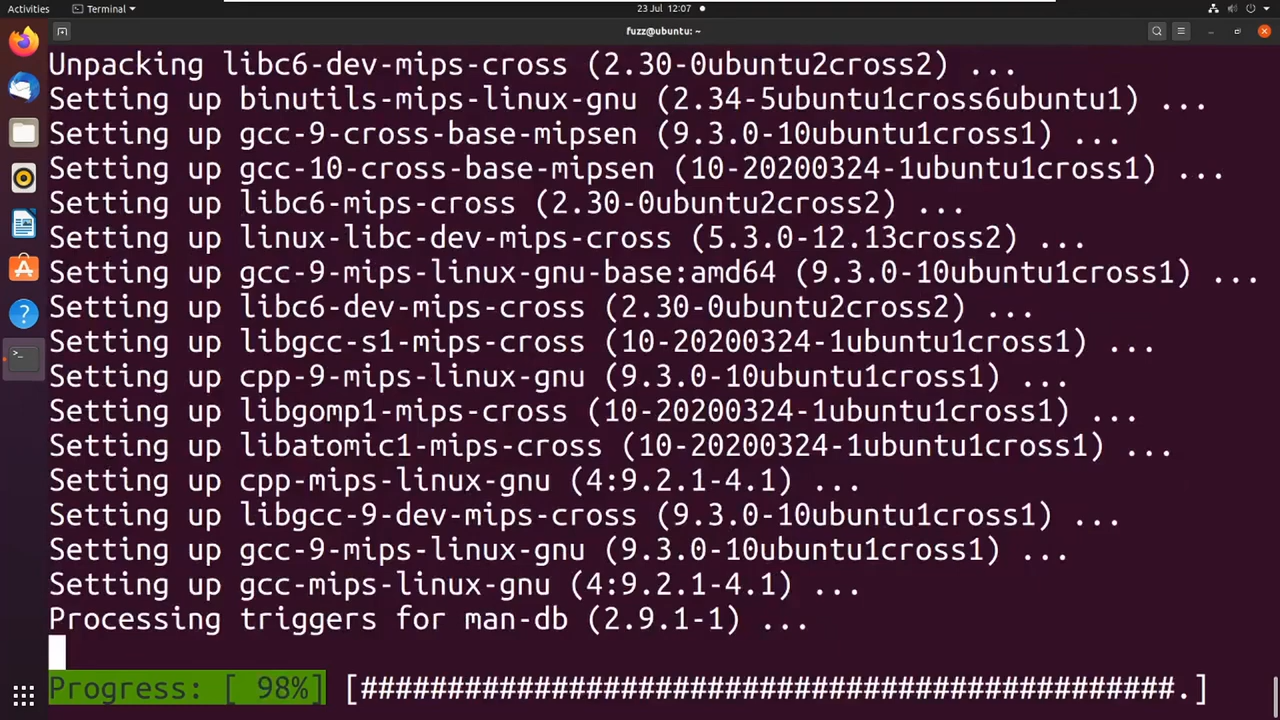 Activities
Terminal
23 Jul 12:07
fuzz@ubuntu: ~
Unpacking libc6-dev-mips-cross (2.30-0ubuntu2cross2) ...
Setting up binutils-mips-linux-gnu (2.34-5ubuntu1cross6ubuntu1) ...
Setting up gcc-9-cross-base-mipsen (9.3.0-10ubuntu1cross1) ...
Setting up gcc-10-cross-base-mipsen (10-20200324-1ubuntu1cross1) ...
Setting up libc6-mips-cross (2.30-0ubuntu2cross2) ...
Setting up linux-libc-dev-mips-cross (5.3.0-12.13cross2) ...
Setting up gcc-9-mips-linux-gnu-base:amd64 (9.3.0-10ubuntu1cross1) ...
Setting up libc6-dev-mips-cross (2.30-0ubuntu2cross2) ...
Setting up libgcc-s1-mips-cross (10-20200324-1ubuntu1cross1) ...
Setting up cpp-9-mips-linux-gnu (9.3.0-10ubuntu1cross1) ...
Setting up libgomp1-mips-cross (10-20200324-1ubuntu1cross1) ...
Setting up libatomic1-mips-cross (10-20200324-1ubuntu1cross1) ...
Setting up cpp-mips-linux-gnu (4:9.2.1-4.1) ...
Setting up libgcc-9-dev-mips-cross (9.3.0-10ubuntu1cross1) ...
Setting up gcc-9-mips-linux-gnu (9.3.0-10ubuntu1cross1) ...
Setting up gcc-mips-linux-gnu (4:9.2.1-4.1) ...
Processing triggers for man-db (2.9.1-1) ...
Progress: [ 98%] [###############################################.]